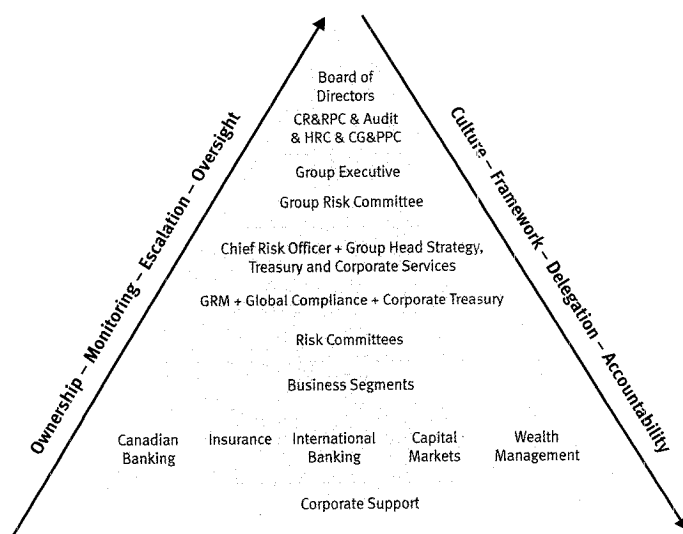 Board of
Directors
CR&RPC & Audit
& HRC & CG&PPC
Group Executive
Group Risk Committee
Chief Risk Officer + Group Head Strategy,
Treasury and Corporate Services
GRM + Global Compliance + Corporate Treasury
Risk Committees
Business Segments
Canadian
Banking
Insurance
International
Banking
Capital
Markets
Wealth
Management
Corporate Support
Ownership – Monitoring – Escalation – Oversight
Culture – Framework – Delegation – Accountability